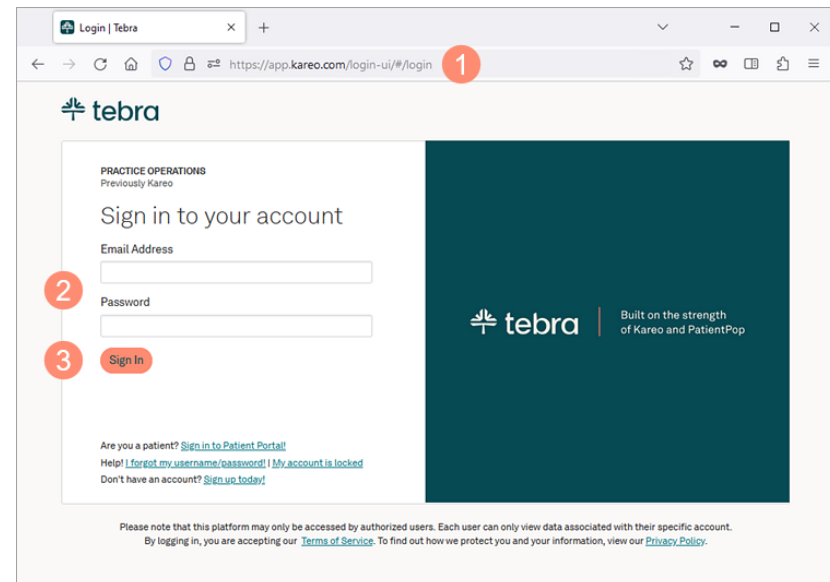 Login | Tebra
https://app.kareo.com/login-ui/#/login
1
tebra
PRACTICE OPERATIONS
Previously Kareo
Sign in to your account
Email Address
2
Password
3
Sign In
tebra
Built on the strength
of Kareo and PatientPop
Are you a patient? Sign in to Patient Portal!
Help! I forgot my username/password! | My account is locked
Don't have an account? Sign up today!
Please note that this platform may only be accessed by authorized users. Each user can only view data associated with their specific account.
By logging in, you are accepting our Terms of Service. To find out how we protect you and your information, view our Privacy Policy.